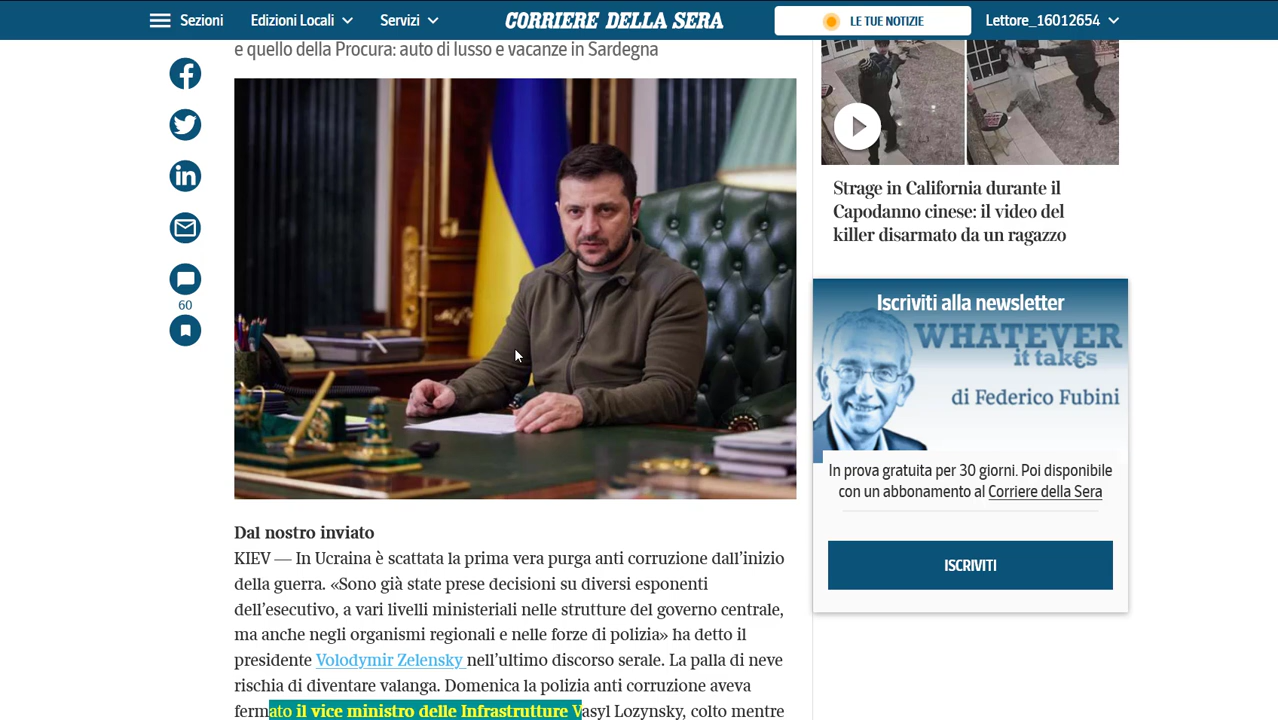 Sezioni
Edizioni Locali
Servizi
CORRIERE DELLA SERA
LE TUE NOTIZIE
Lettore_16012654
e quello della Procura: auto di lusso e vacanze in Sardegna
60
Dal nostro inviato
KIEV — In Ucraina è scattata la prima vera purga anti corruzione dall’inizio
della guerra. «Sono già state prese decisioni su diversi esponenti
dell’esecutivo, a vari livelli ministeriali nelle strutture del governo centrale,
ma anche negli organismi regionali e nelle forze di polizia» ha detto il
presidente Volodymir Zelensky nell’ultimo discorso serale. La palla di neve
rischia di diventare valanga. Domenica la polizia anti corruzione aveva
fermato il vice ministro delle Infrastrutture Vasyl Lozynsky, colto mentre
Strage in California durante il
Capodanno cinese: il video del
killer disarmato da un ragazzo
Iscriviti alla newsletter
WHATEVER
it tak€s
di Federico Fubini
In prova gratuita per 30 giorni. Poi disponibile
con un abbonamento al Corriere della Sera
ISCRIVITI